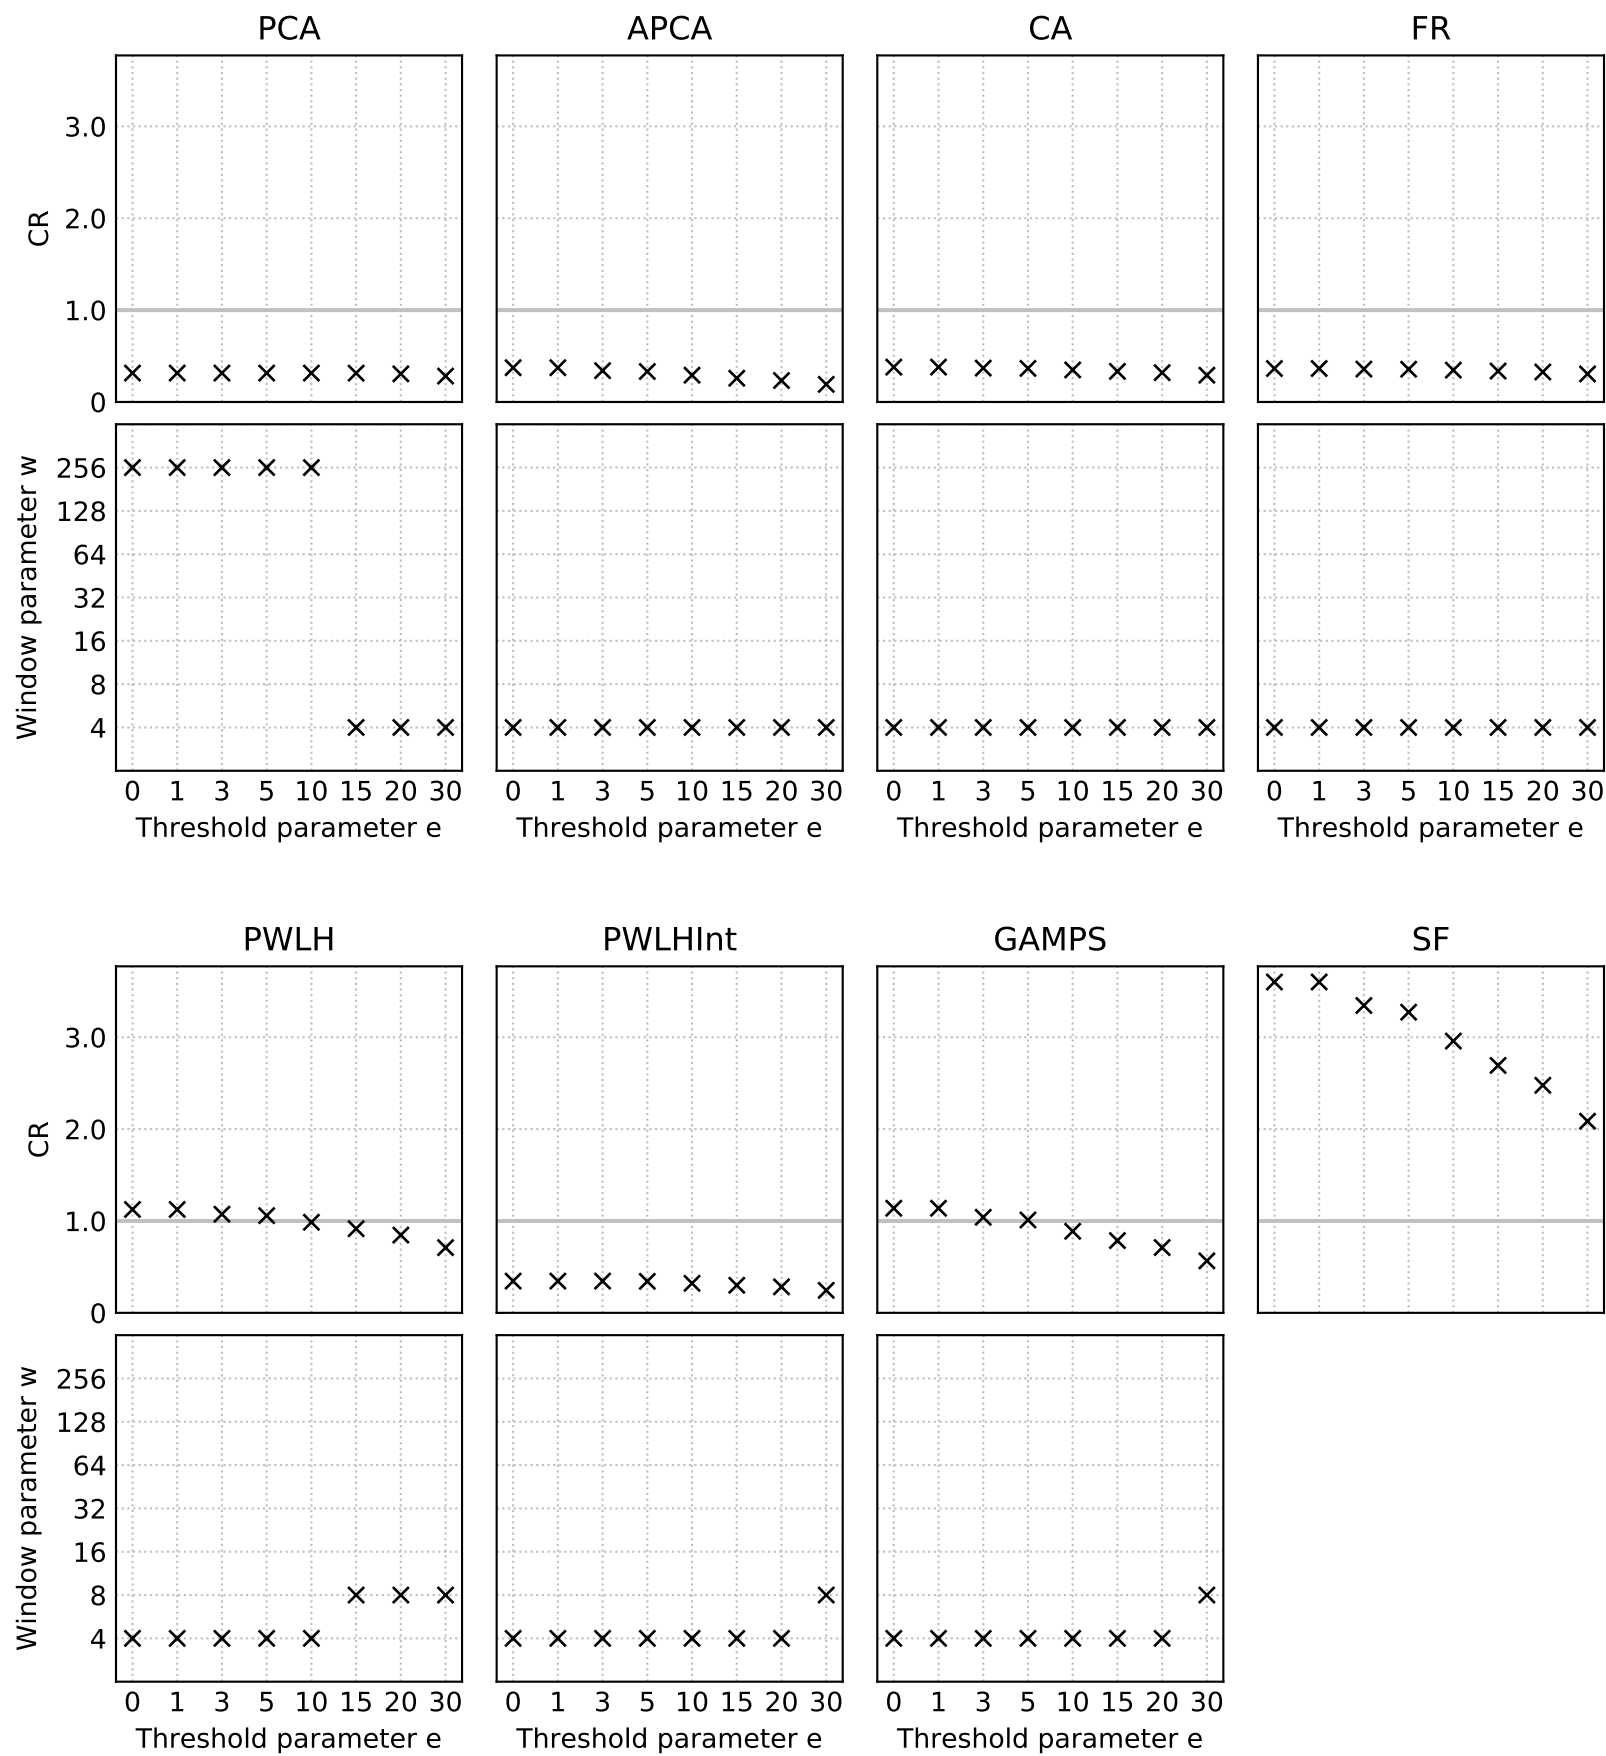 PCA APCA CA FR
CR
3.0
2.0
1.0
0
Window parameter w
256
128
64
32
16
8
4
0 1 3 5 10 15 20 30 0 1 3 5 10 15 20 30 0 1 3 5 10 15 20 30 0 1 3 5 10 15 20 30
Threshold parameter e Threshold parameter e Threshold parameter e Threshold parameter e
PWLH PWLHInt GAMPS SF
CR
3.0
2.0
1.0
0
Window parameter w
256
128
64
32
16
8
4
0 1 3 5 10 15 20 30 0 1 3 5 10 15 20 30 0 1 3 5 10 15 20 30
Threshold parameter e Threshold parameter e Threshold parameter e